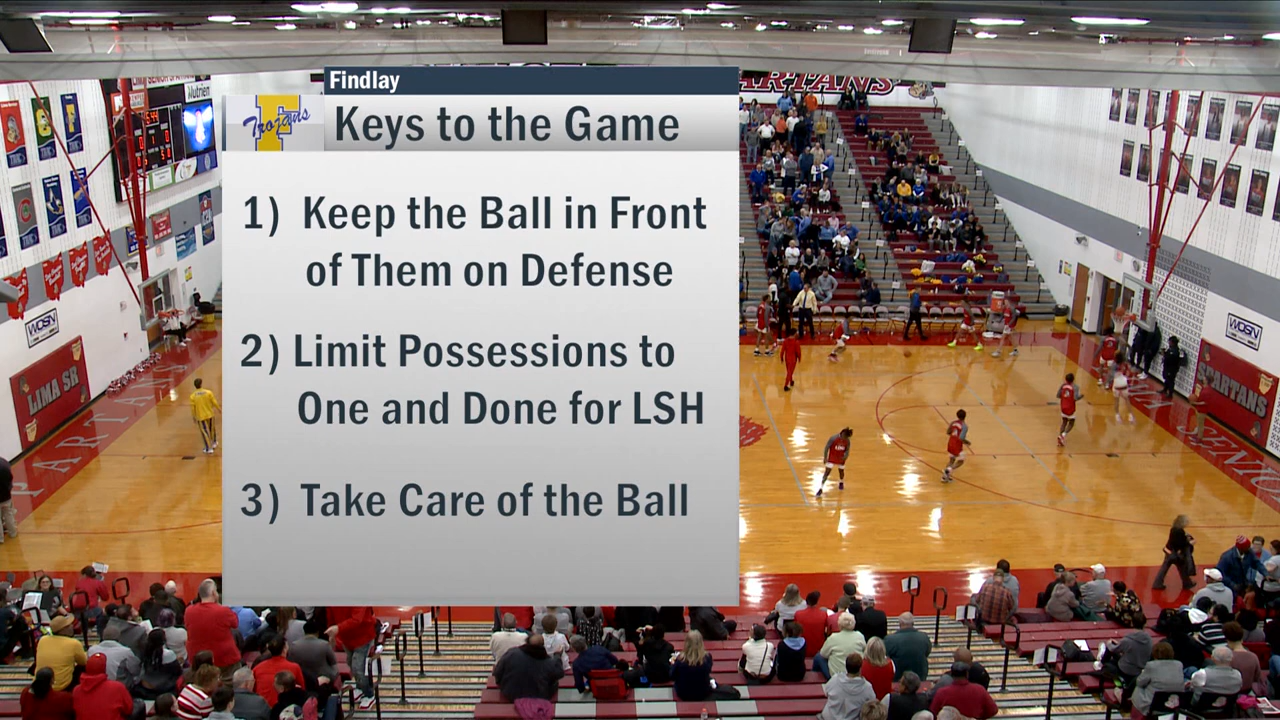 Findlay
F
Trojans
Keys to the Game
1) Keep the Ball in Front
of Them on Defense
2) Limit Possessions to
One and Done for LSH
3) Take Care of the Ball
SPARTANS
Nutrien
WOSN
LIMA SR
WOSN
SPARTANS